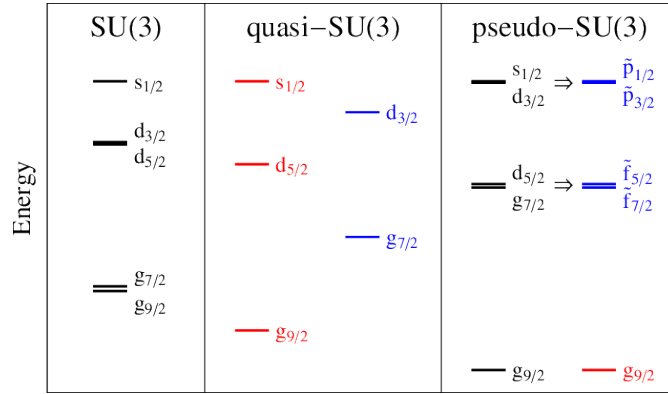 SU(3) quasi−SU(3) pseudo−SU(3)
Energy
s1/2
d3/2
d5/2
g7/2
g9/2
s1/2
d3/2
d5/2
g7/2
g9/2
s1/2 ⇒ p̃1/2
d3/2 p̃3/2
d5/2 ⇒ f̃5/2
g7/2 f̃7/2
g9/2 g9/2